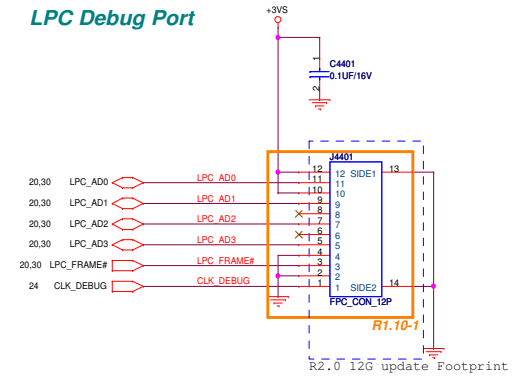 LPC Debug Port
+3VS
1
C4401
0.1UF/16V
2
J4401
12 12 SIDE1 13
20,30 LPC_AD0 LPC_AD0 11 11
10 10
20,30 LPC_AD1 LPC_AD1 9 9
8 8
20,30 LPC_AD2 LPC_AD2 7 7
6 6
20,30 LPC_AD3 LPC_AD3 5 5
4 4
20,30 LPC_FRAME# LPC_FRAME# 3 3
2 2
24 CLK_DEBUG CLK_DEBUG 1 1 SIDE2 14
FPC_CON_12P
R1.10-1
R2.0 12G update Footprint